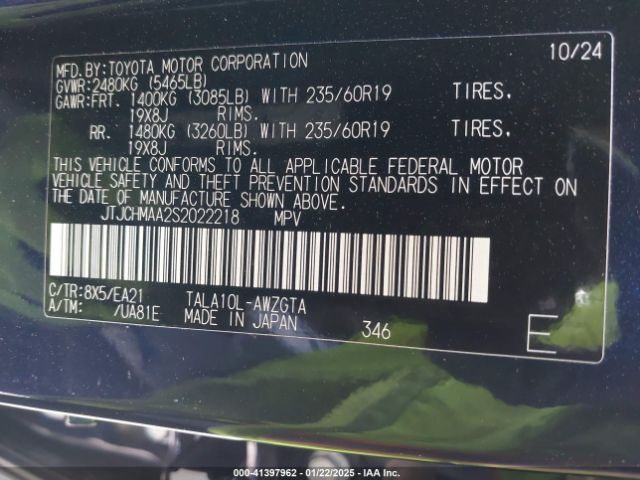 MFD. BY: TOYOTA MOTOR CORPORATION 10/24
GVWR: 2480KG (5465LB)
GAWR: FRT. 1400KG (3085LB) WITH 235/60R19 TIRES.
19X8J RIMS.
RR. 1480KG (3260LB) WITH 235/60R19 TIRES.
19X8J RIMS.
THIS VEHICLE CONFORMS TO ALL APPLICABLE FEDERAL MOTOR
VEHICLE SAFETY AND THEFT PREVENTION STANDARDS IN EFFECT ON
THE DATE OF MANUFACTURE SHOWN ABOVE.
JTJCHMAA2S2022218 MPV
C/TR: 8X5/EA21 TALA10L-AWZGTA
A/TM: /UA81E MADE IN JAPAN 346 E
000-41397962 - 01/22/2025 - IAA Inc.